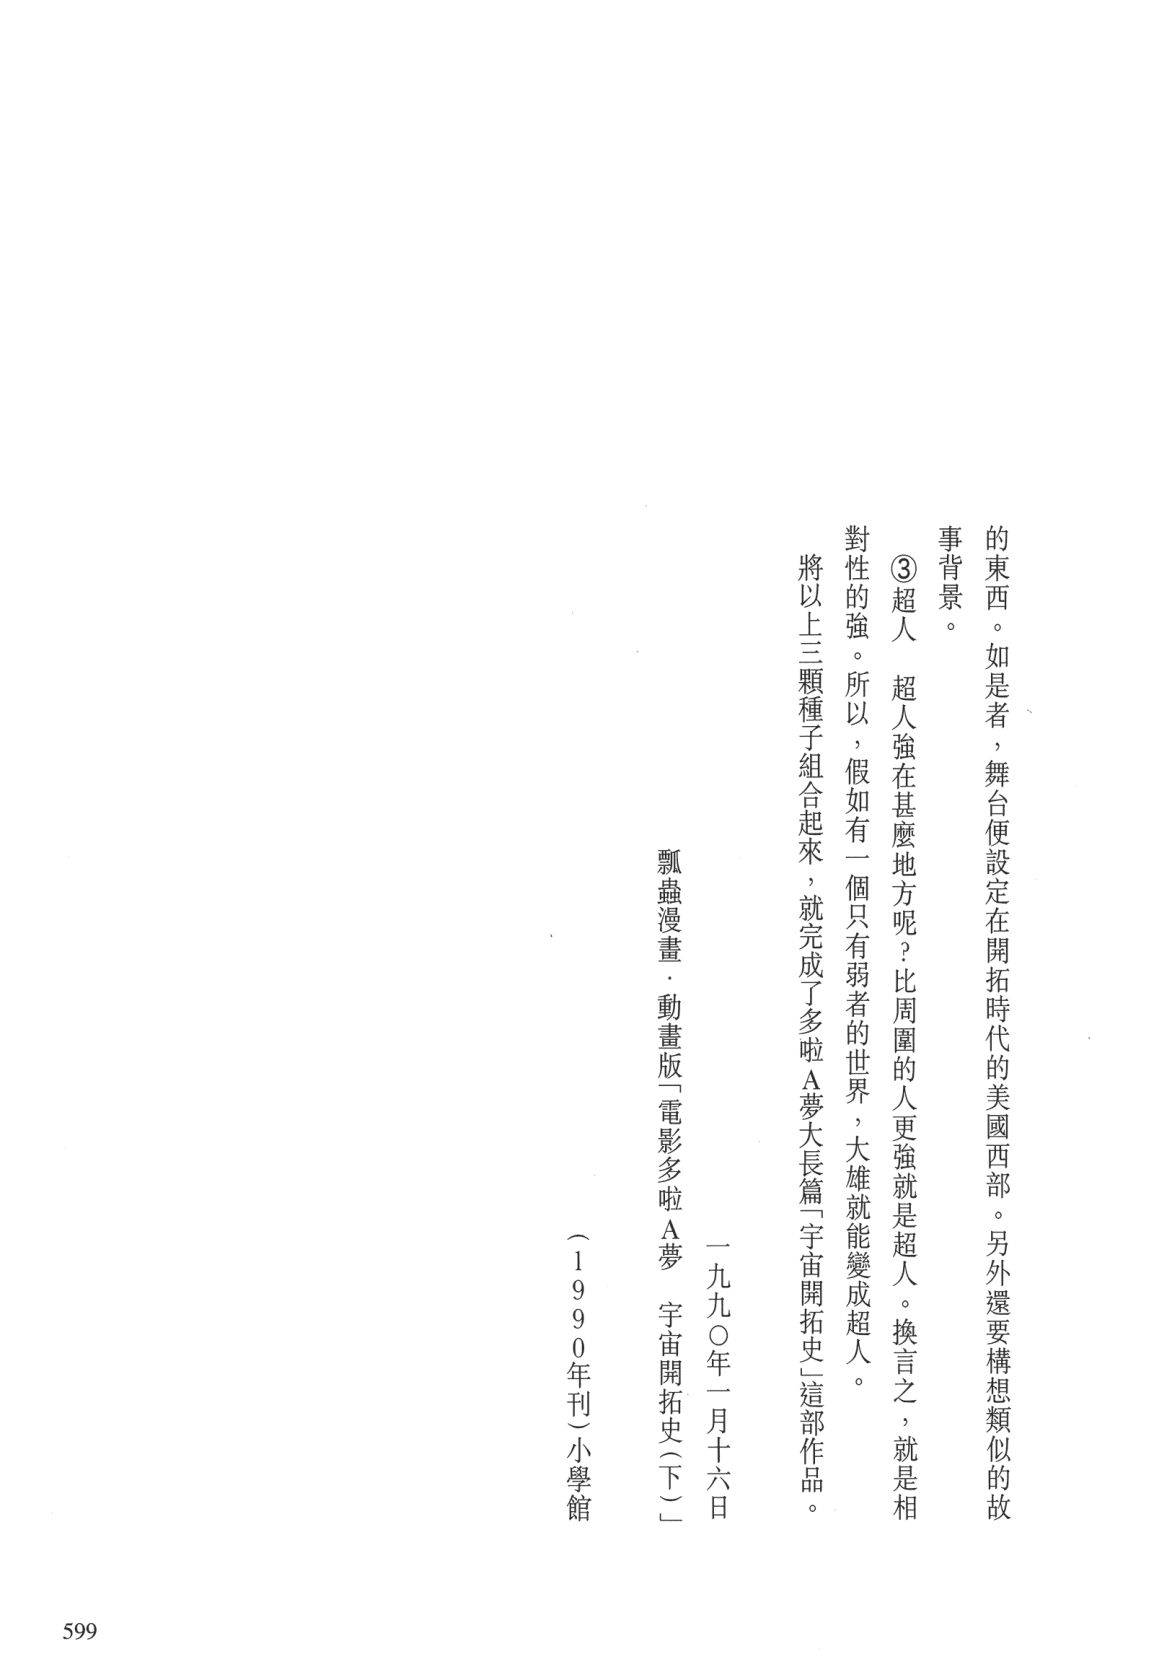 的東西。如是者，舞台便設定在開拓時代的美國西部。另外還要構想類似的故
事背景。
③超人　超人強在甚麼地方呢？比周圍的人更強就是超人。換言之，就是相
對性的強。所以，假如有一個只有弱者的世界，大雄就能變成超人。
將以上三顆種子組合起來，就完成了多啦A夢大長篇「宇宙開拓史」這部作品。
一九九〇年一月十六日
瓢蟲漫畫．動畫版「電影多啦A夢　宇宙開拓史（下）」
（1990年刊）小學館
599